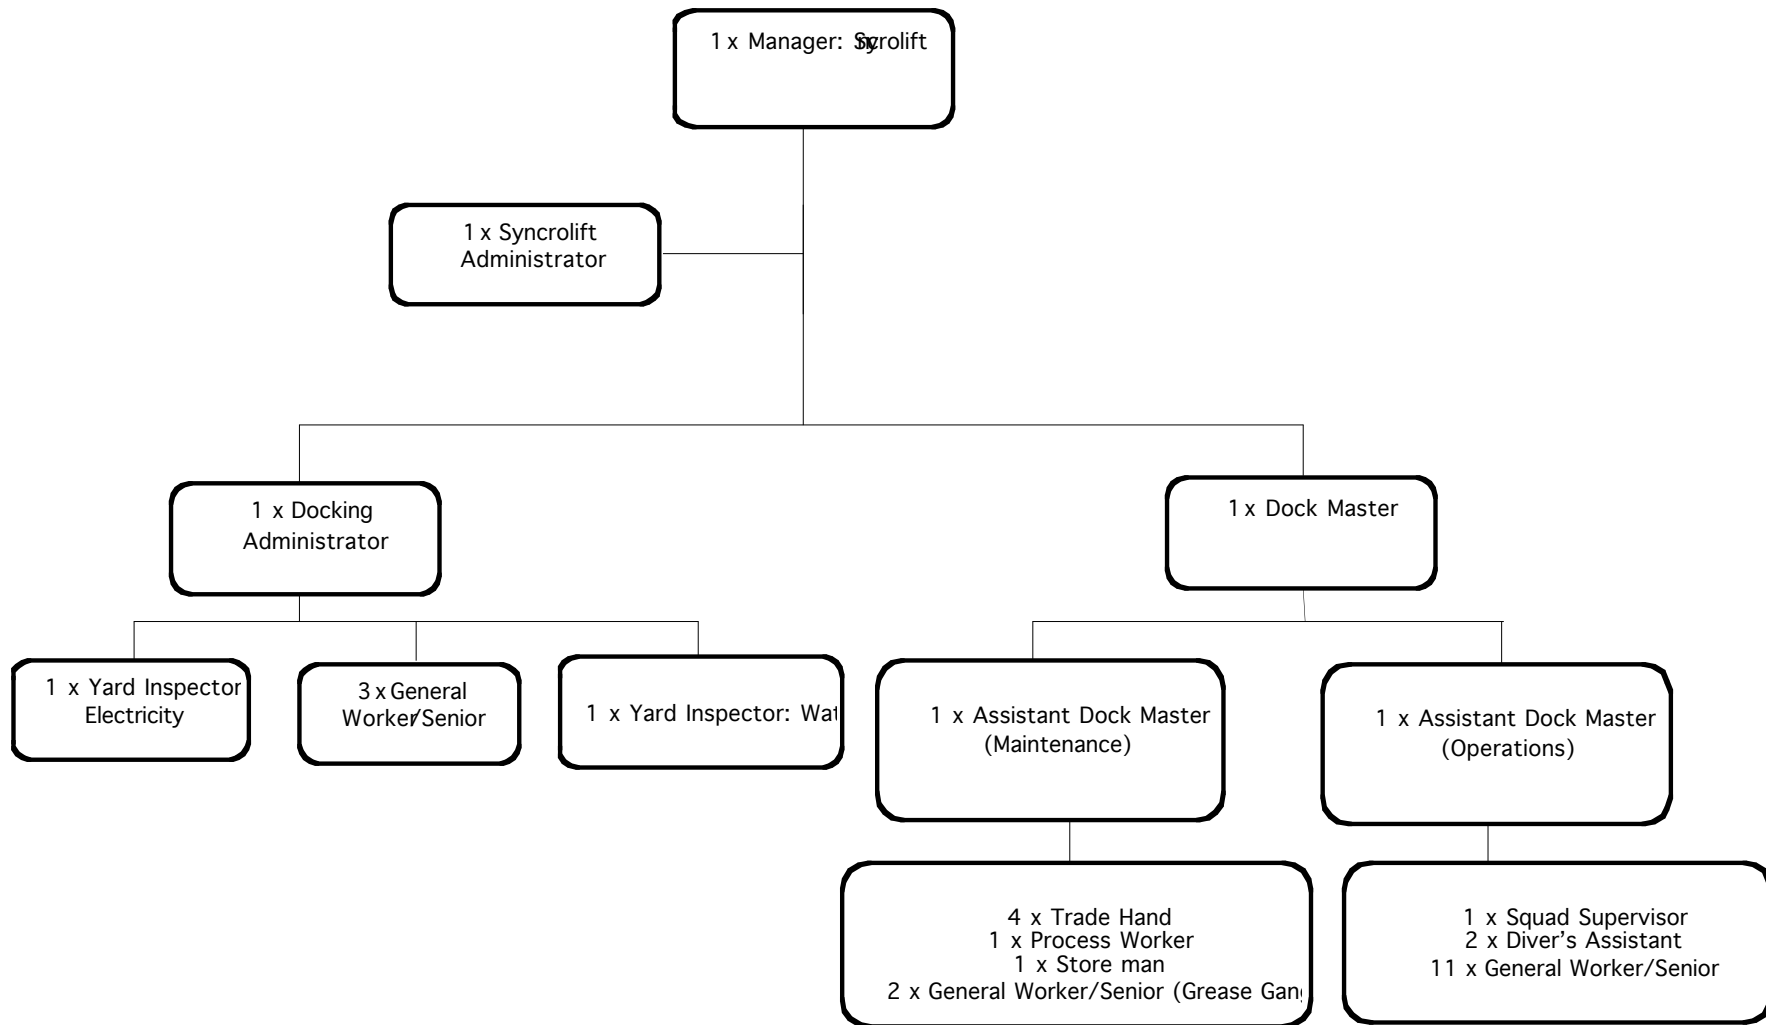 1 x Manager: Syncrolift
1 x Syncrolift
Administrator
1 x Docking
Administrator
1 x Dock Master
1 x Yard Inspector
Electricity
3 x General
Worker/Senior
1 x Yard Inspector: Wat
1 x Assistant Dock Master
(Maintenance)
1 x Assistant Dock Master
(Operations)
4 x Trade Hand
1 x Process Worker
1 x Store man
2 x General Worker/Senior (Grease Gang
1 x Squad Supervisor
2 x Diver’s Assistant
11 x General Worker/Senior